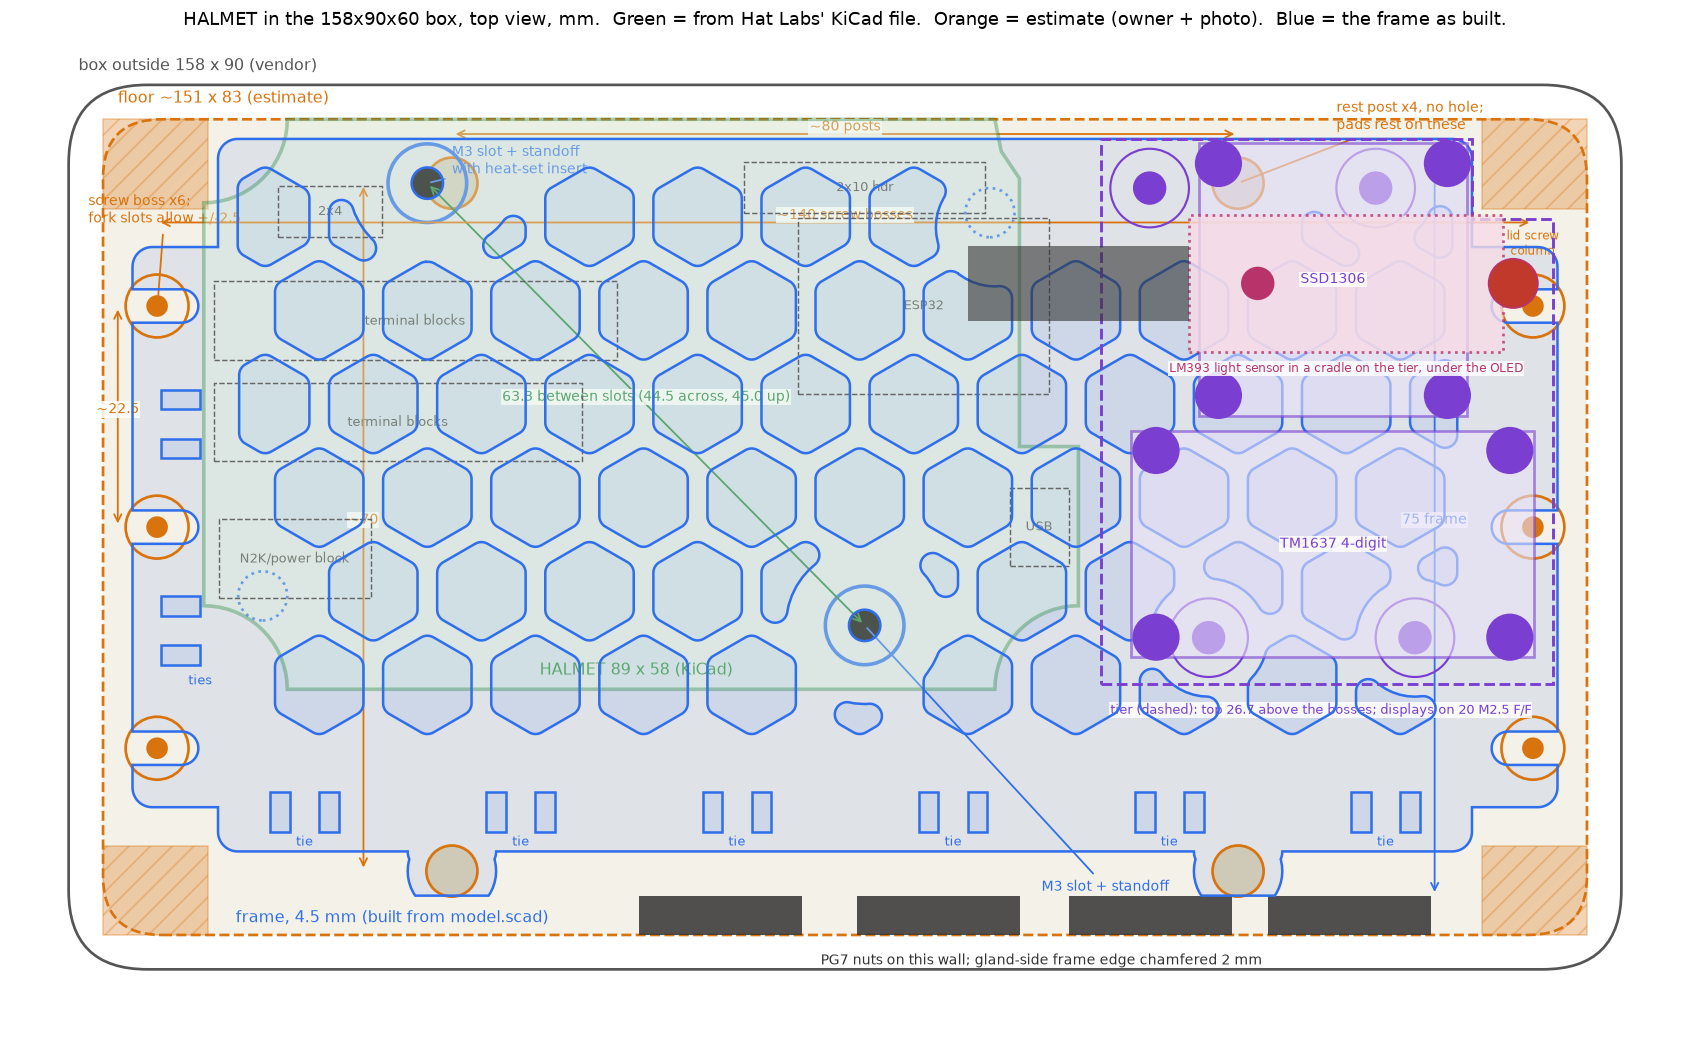 HALMET in the 158x90x60 box, top view, mm. Green = from Hat Labs' KiCad file. Orange = estimate (owner + photo). Blue = the frame as built.
box outside 158 x 90 (vendor)
floor ~151 x 83 (estimate)
rest post x4, no hole;
pads rest on these
~80 posts
M3 slot + standoff
with heat-set insert
2x10 hdr
screw boss x6;
fork slots allow +/-2.5
2x4
~140 screw bosses
lid screw
column
SSD1306
ESP32
terminal blocks
LM393 light sensor in a cradle on the tier, under the OLED
63.3 between slots (44.5 across, 45.0 up)
~22.5
terminal blocks
~70
75 frame
USB
TM1637 4-digit
N2K/power block
HALMET 89 x 58 (KiCad)
ties
tier (dashed): top 26.7 above the bosses; displays on 20 M2.5 F/F
tie
tie
tie
tie
tie
tie
M3 slot + standoff
frame, 4.5 mm (built from model.scad)
PG7 nuts on this wall; gland-side frame edge chamfered 2 mm